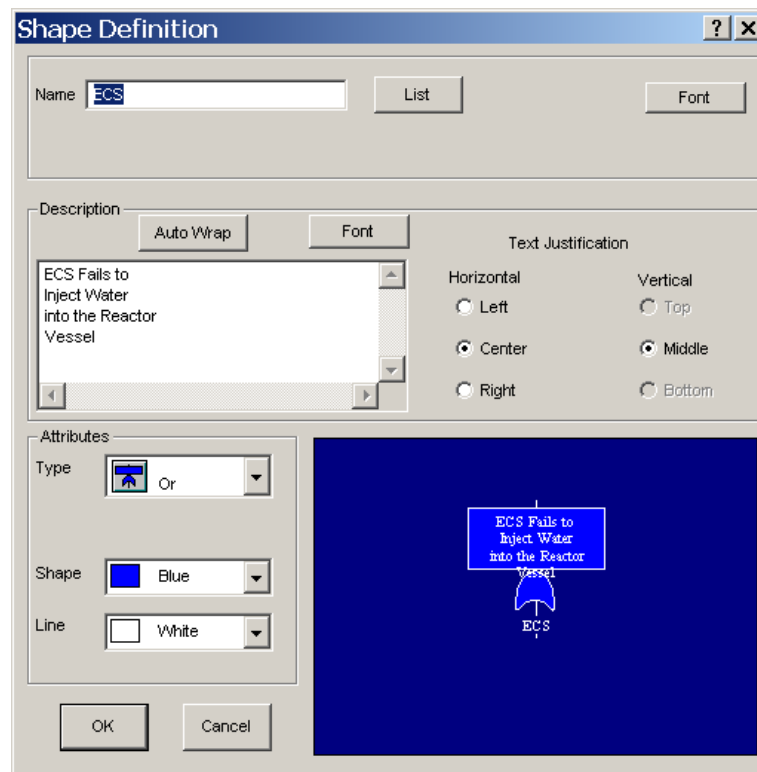 Shape Definition
Name ECS List Font
Description
Auto Wrap Font
Text Justification
ECS Fails to
Inject Water
into the Reactor
Vessel
Horizontal Vertical
Left Top
Center Middle
Right Bottom
Attributes
Type Or
Shape Blue
Line White
ECS Fails to
Inject Water
into the Reactor
Vessel
ECS
OK Cancel